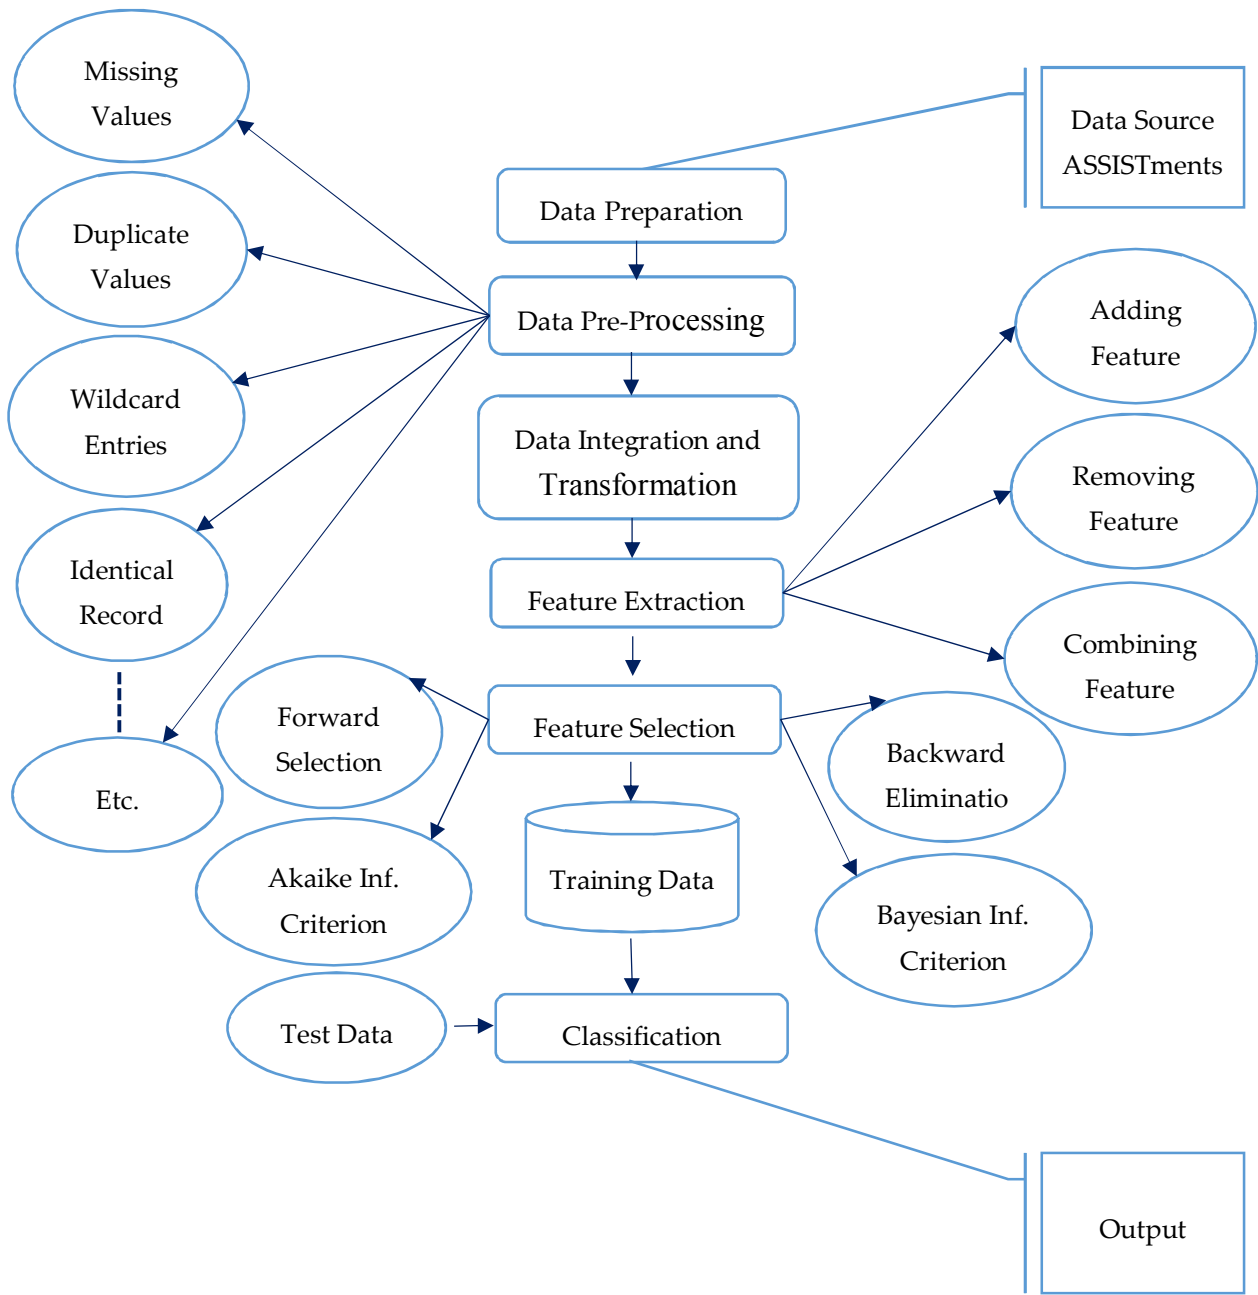 Missing
Values
Data Source
ASSISTments
Data Preparation
Duplicate
Values
Data Pre-Processing
Adding
Feature
Wildcard
Entries
Data Integration and
Transformation
Removing
Feature
Identical
Record
Feature Extraction
Combining
Feature
Forward
Selection
Feature Selection
Backward
Eliminatio
Etc.
Akaike Inf.
Criterion
Training Data
Bayesian Inf.
Criterion
Test Data
Classification
Output